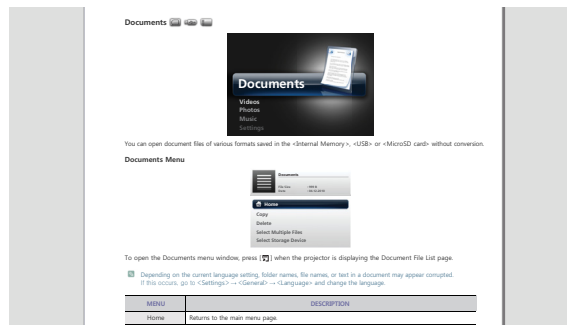 Documents
Documents
Videos
Photos
Music
Settings
You can open document files of various formats saved in the <Internal Memory>, <USB> or <MicroSD card> without conversion.
Documents Menu
Documents
Home
Copy
Delete
Select Multiple Files
Select Storage Device
To open the Documents menu window, press [ ] when the projector is displaying the Document File List page.
Depending on the current language setting, folder names, file names, or text in a document may appear corrupted.
If this occurs, go to <Settings> → <General> → <Language> and change the language.
MENU DESCRIPTION
Home Returns to the main menu page.